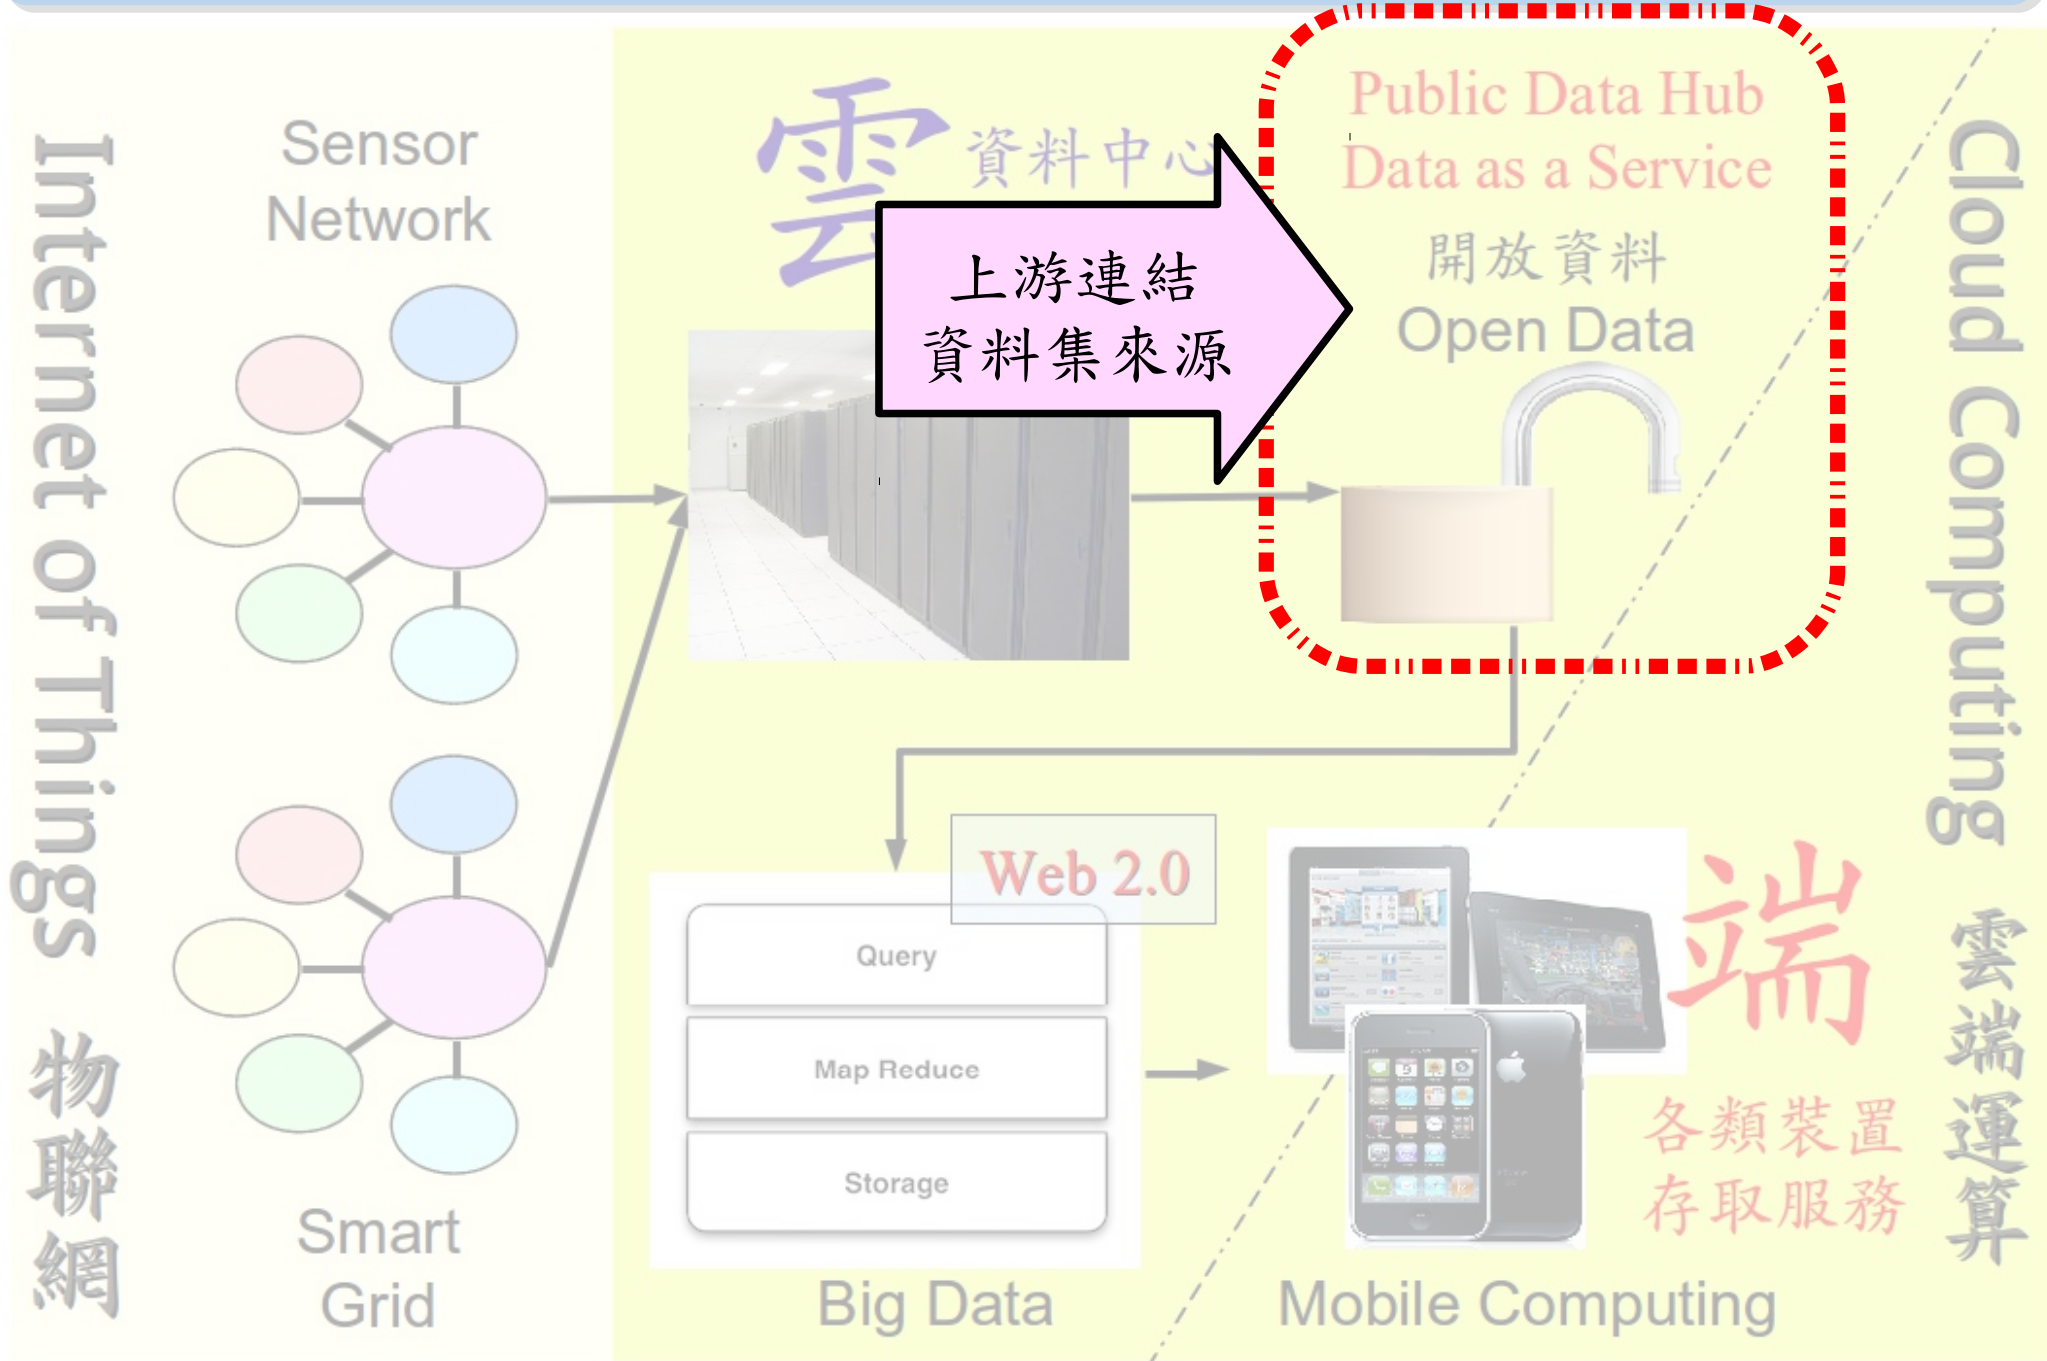 Internet of Things 物聯網
Sensor
Network
Smart
Grid
雲
資料中心
上游連結
資料集來源
Public Data Hub
Data as a Service
開放資料
Open Data
Web 2.0
Query
Map Reduce
Storage
Big Data
端
各類裝置
存取服務
Mobile Computing
Cloud Computing 雲端運算